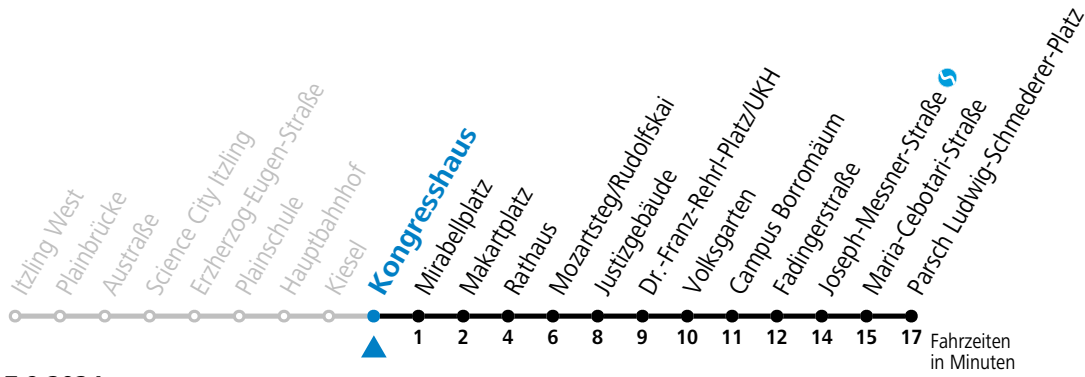 Itzling West
Plainbrücke
Austraße
Science City Itzling
Erzherzog-Eugen-Straße
Plainschule
Hauptbahnhof
Kiesel
Kongresshaus
Mirabellplatz
Makartplatz
Rathaus
Mozartsteg/Rudolfskai
Justizgebäude
Dr.-Franz-Rehrl-Platz/UKH
Volksgarten
Campus Borromäum
Fadingerstraße
Joseph-Messner-Straße
Maria-Cebotari-Straße
Parsch Ludwig-Schmederer-Platz
1 2 4 6 8 9 10 11 12 14 15 17
Fahrzeiten
in Minuten